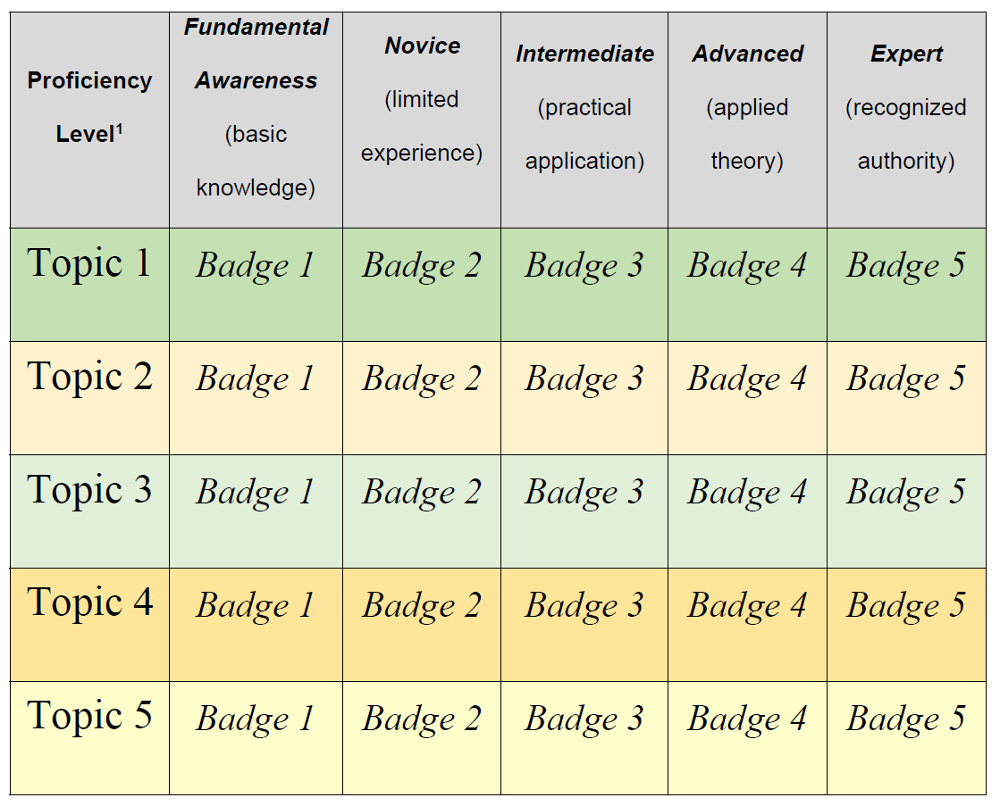 Proficiency Level¹
Fundamental Awareness (basic knowledge)
Novice (limited experience)
Intermediate (practical application)
Advanced (applied theory)
Expert (recognized authority)
Topic 1 Badge 1 Badge 2 Badge 3 Badge 4 Badge 5
Topic 2 Badge 1 Badge 2 Badge 3 Badge 4 Badge 5
Topic 3 Badge 1 Badge 2 Badge 3 Badge 4 Badge 5
Topic 4 Badge 1 Badge 2 Badge 3 Badge 4 Badge 5
Topic 5 Badge 1 Badge 2 Badge 3 Badge 4 Badge 5